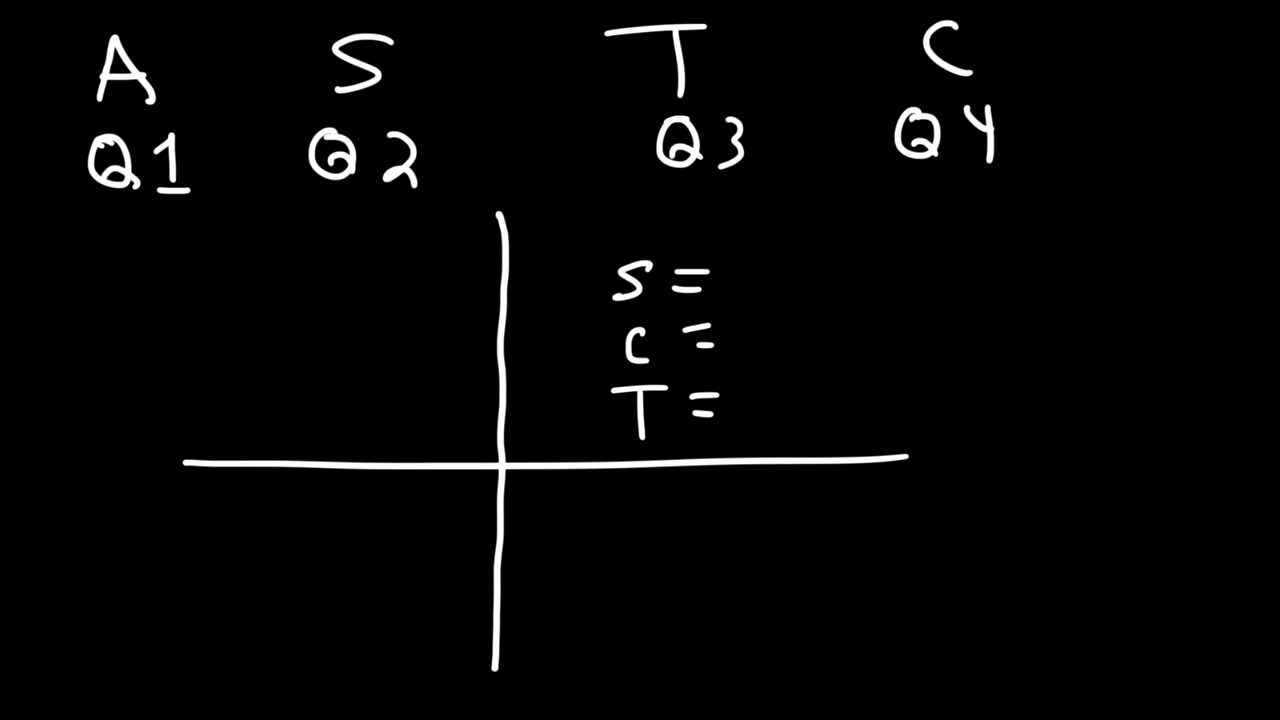 A S T C
Q1 Q2 Q3 Q4
S =
C =
T =